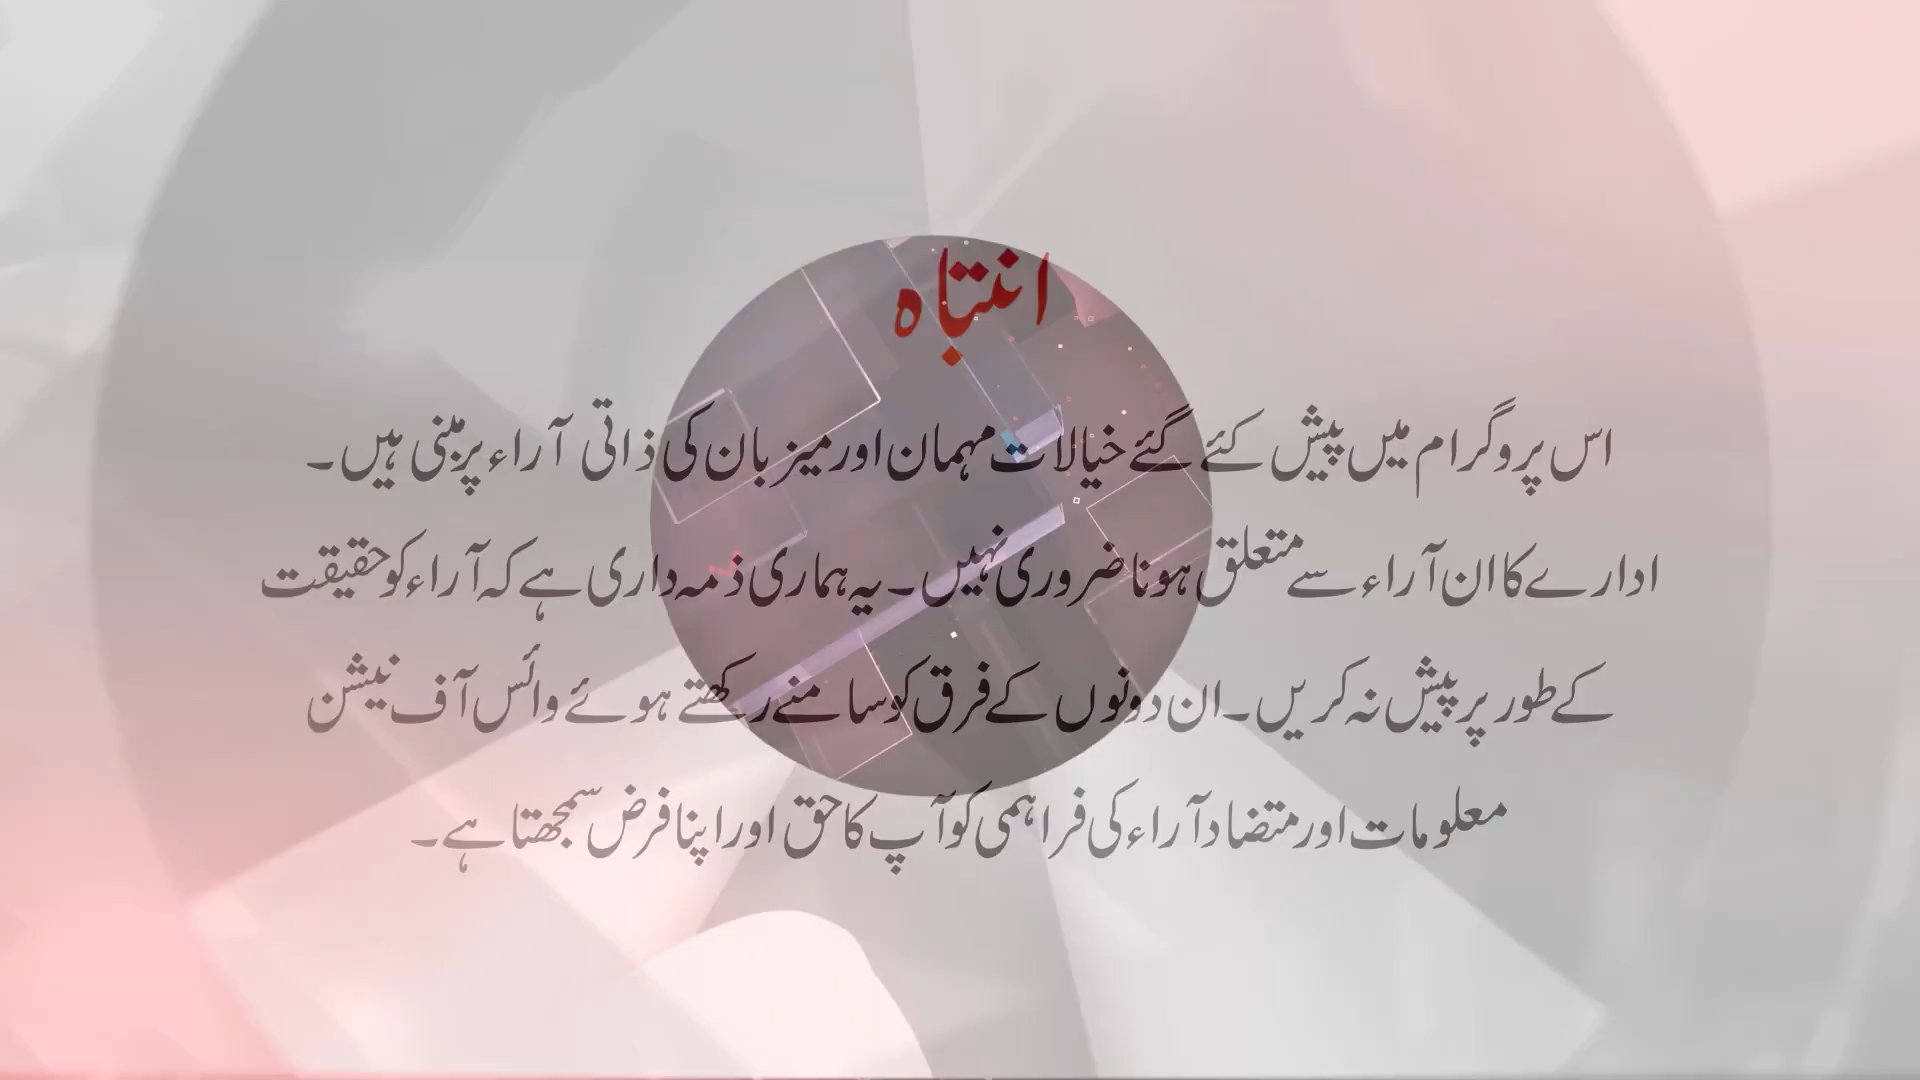 انتباہ
اس پروگرام میں پیش کئے گئے خیالات مہمان اور میزبان کی ذاتی آراء پر مبنی ہیں۔
ادارے کا ان آراء سے متعلق ہونا ضروری نہیں۔ یہ ہماری ذمہ داری ہے کہ آراء کو حقیقت
کے طور پر پیش نہ کریں۔ ان دونوں کے فرق کو سامنے رکھتے ہوئے وائس آف نیشن
معلومات اور متضاد آراء کی فراہمی کو آپ کا حق اور اپنا فرض سمجھتا ہے۔